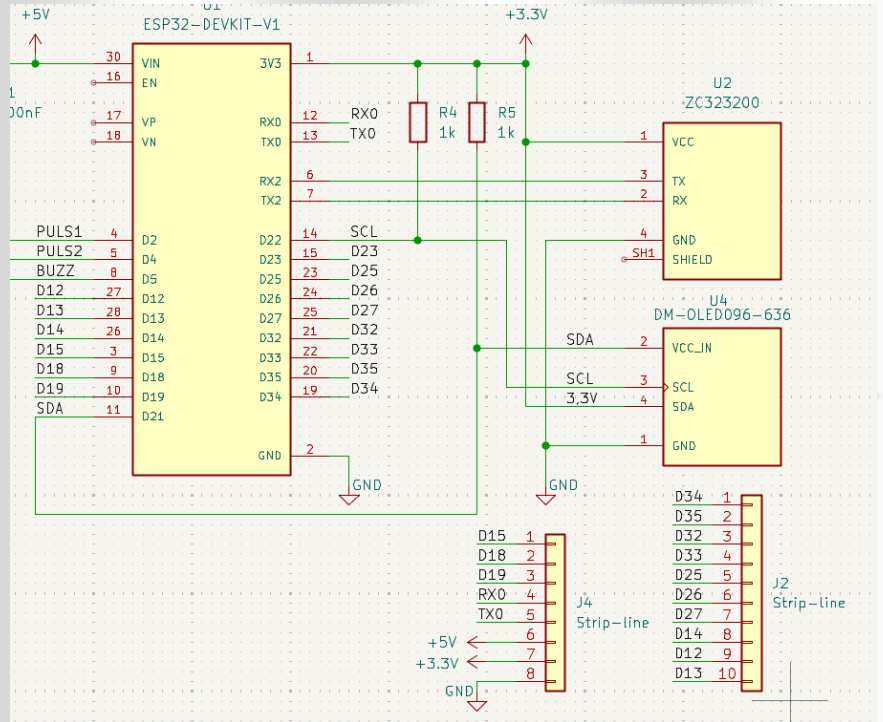 +5V
U1
ESP32-DEVKIT-V1
+3.3V
30 VIN 3V3 1
16 EN
00nF
17 VP RX0 12 RX0
18 VN TX0 13 TX0
R4 1k
R5 1k
RX2 6
TX2 7
PULS1 4 D2 D22 14 SCL
PULS2 5 D4 D23 15 D23
BUZZ 8 D5 D25 23 D25
D12 27 D12 D26 24 D26
D13 28 D13 D27 25 D27
D14 26 D14 D32 21 D32
D15 3 D15 D33 22 D33
D18 9 D18 D35 20 D35
D19 10 D19 D34 19 D34
SDA 11 D21
GND 2
GND
U2
ZC323200
1 VCC
3 TX
2 RX
4 GND
SH1 SHIELD
U4
DM-OLED096-636
SDA 2 VCC_IN
SCL 3 SCL
3,3V 4 SDA
1 GND
GND
D15 1
D18 2
D19 3
RX0 4
TX0 5
+5V 6
+3.3V 7
GND 8
J4
Strip-line
D34 1
D35 2
D32 3
D33 4
D25 5
D26 6
D27 7
D14 8
D12 9
D13 10
J2
Strip-line